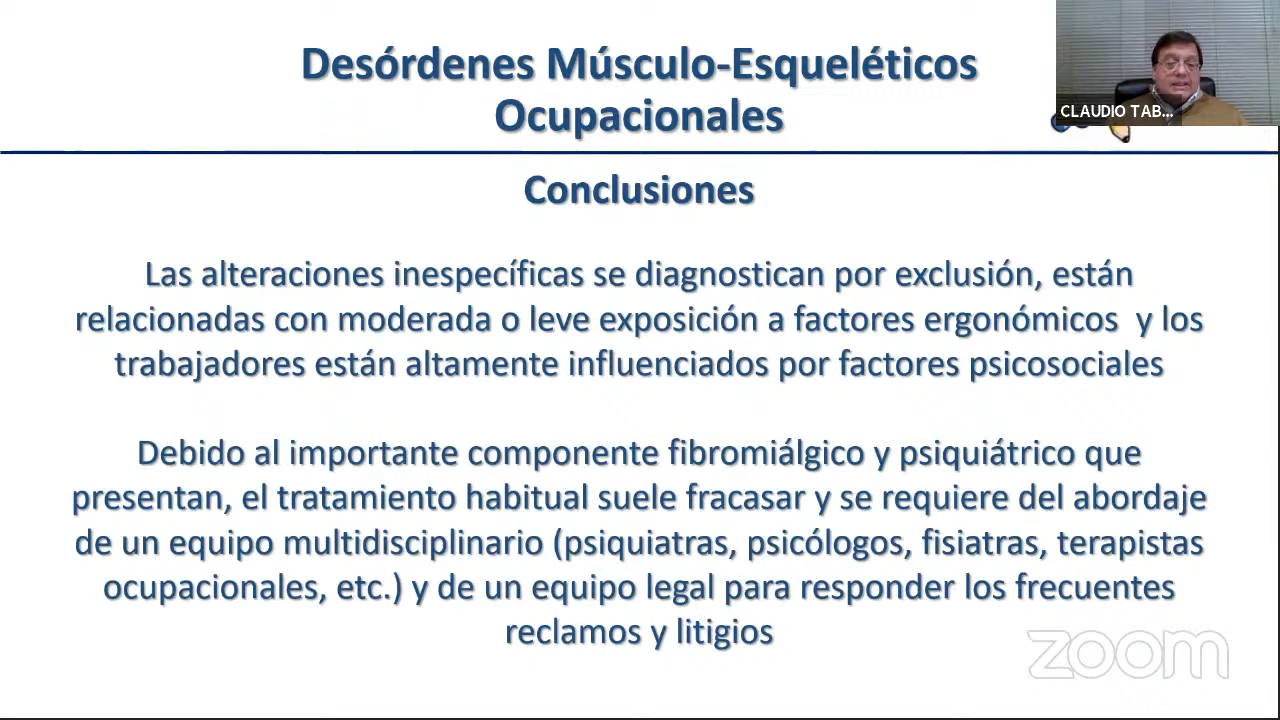 Desórdenes Músculo-Esqueléticos
Ocupacionales
CLAUDIO TAB...
Conclusiones
Las alteraciones inespecíficas se diagnostican por exclusión, están
relacionadas con moderada o leve exposición a factores ergonómicos y los
trabajadores están altamente influenciados por factores psicosociales
Debido al importante componente fibromiálgico y psiquiátrico que
presentan, el tratamiento habitual suele fracasar y se requiere del abordaje
de un equipo multidisciplinario (psiquiatras, psicólogos, fisiatras, terapistas
ocupacionales, etc.) y de un equipo legal para responder los frecuentes
reclamos y litigios
zoom